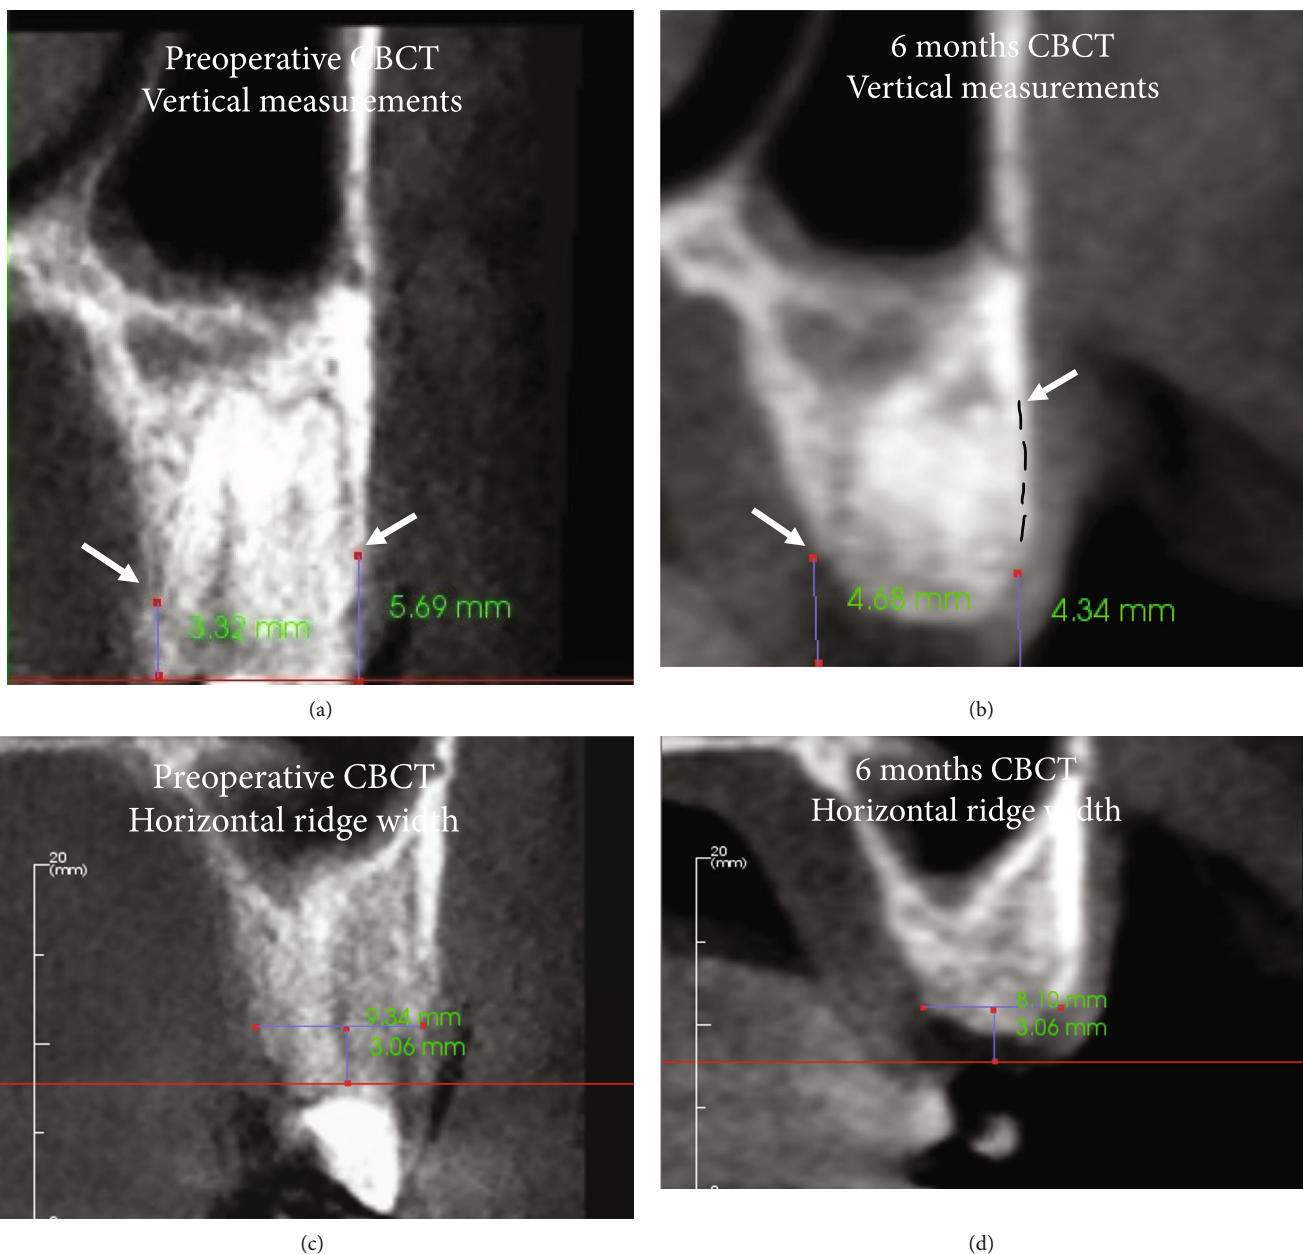 Preoperative CBCT
Vertical measurements
3.32 mm
5.69 mm
(a)
6 months CBCT
Vertical measurements
4.68 mm
4.34 mm
(b)
Preoperative CBCT
Horizontal ridge width
20
(mm)
9.34 mm
3.06 mm
(c)
6 months CBCT
Horizontal ridge width
20
(mm)
8.10 mm
3.06 mm
(d)